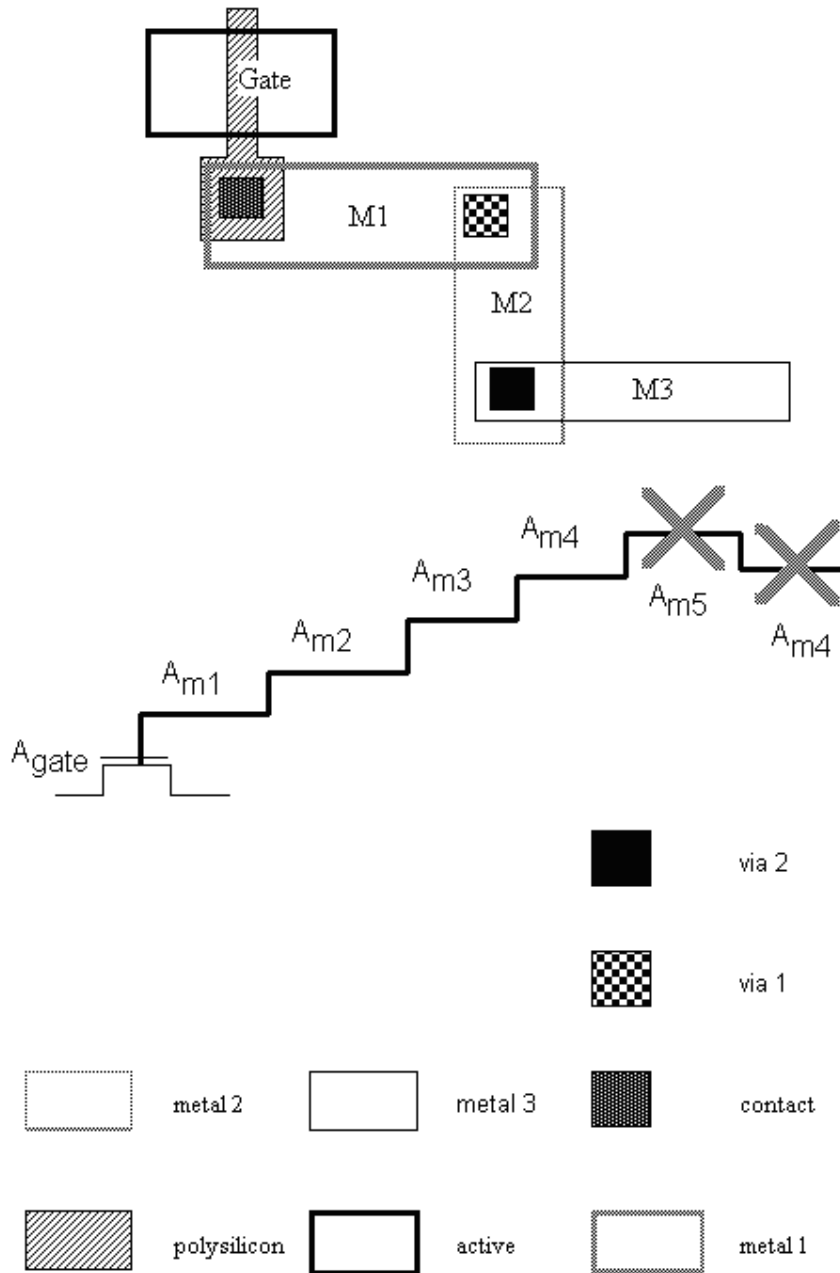 Gate
M1
M2
M3
Am4
Am3
Am5
Am2
Am4
Am1
Agate
via 2
via 1
metal 2 metal 3 contact
polysilicon active metal 1